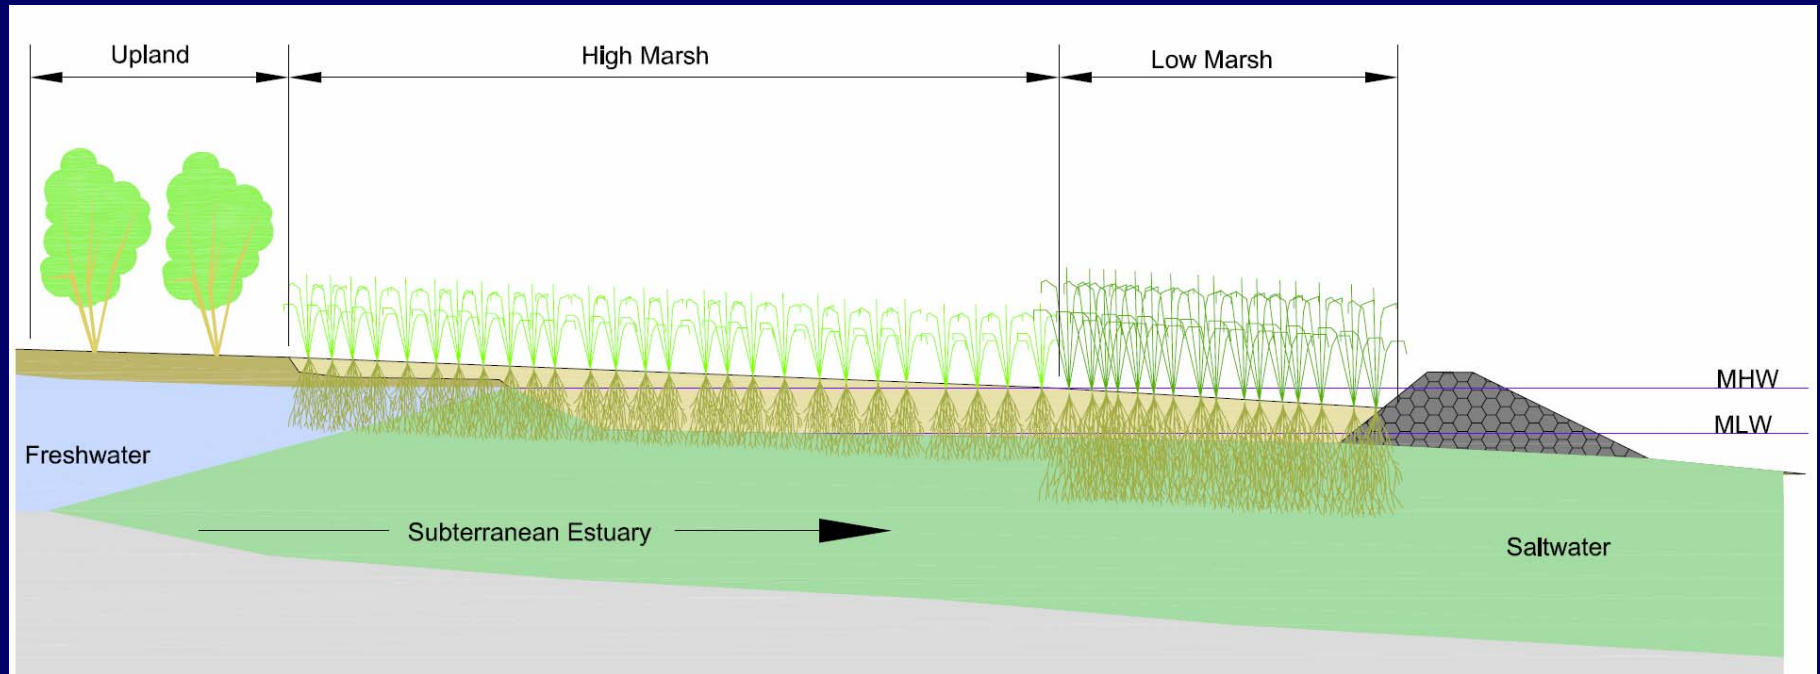 Upland
High Marsh
Low Marsh
MHW
MLW
Freshwater
Subterranean Estuary
Saltwater